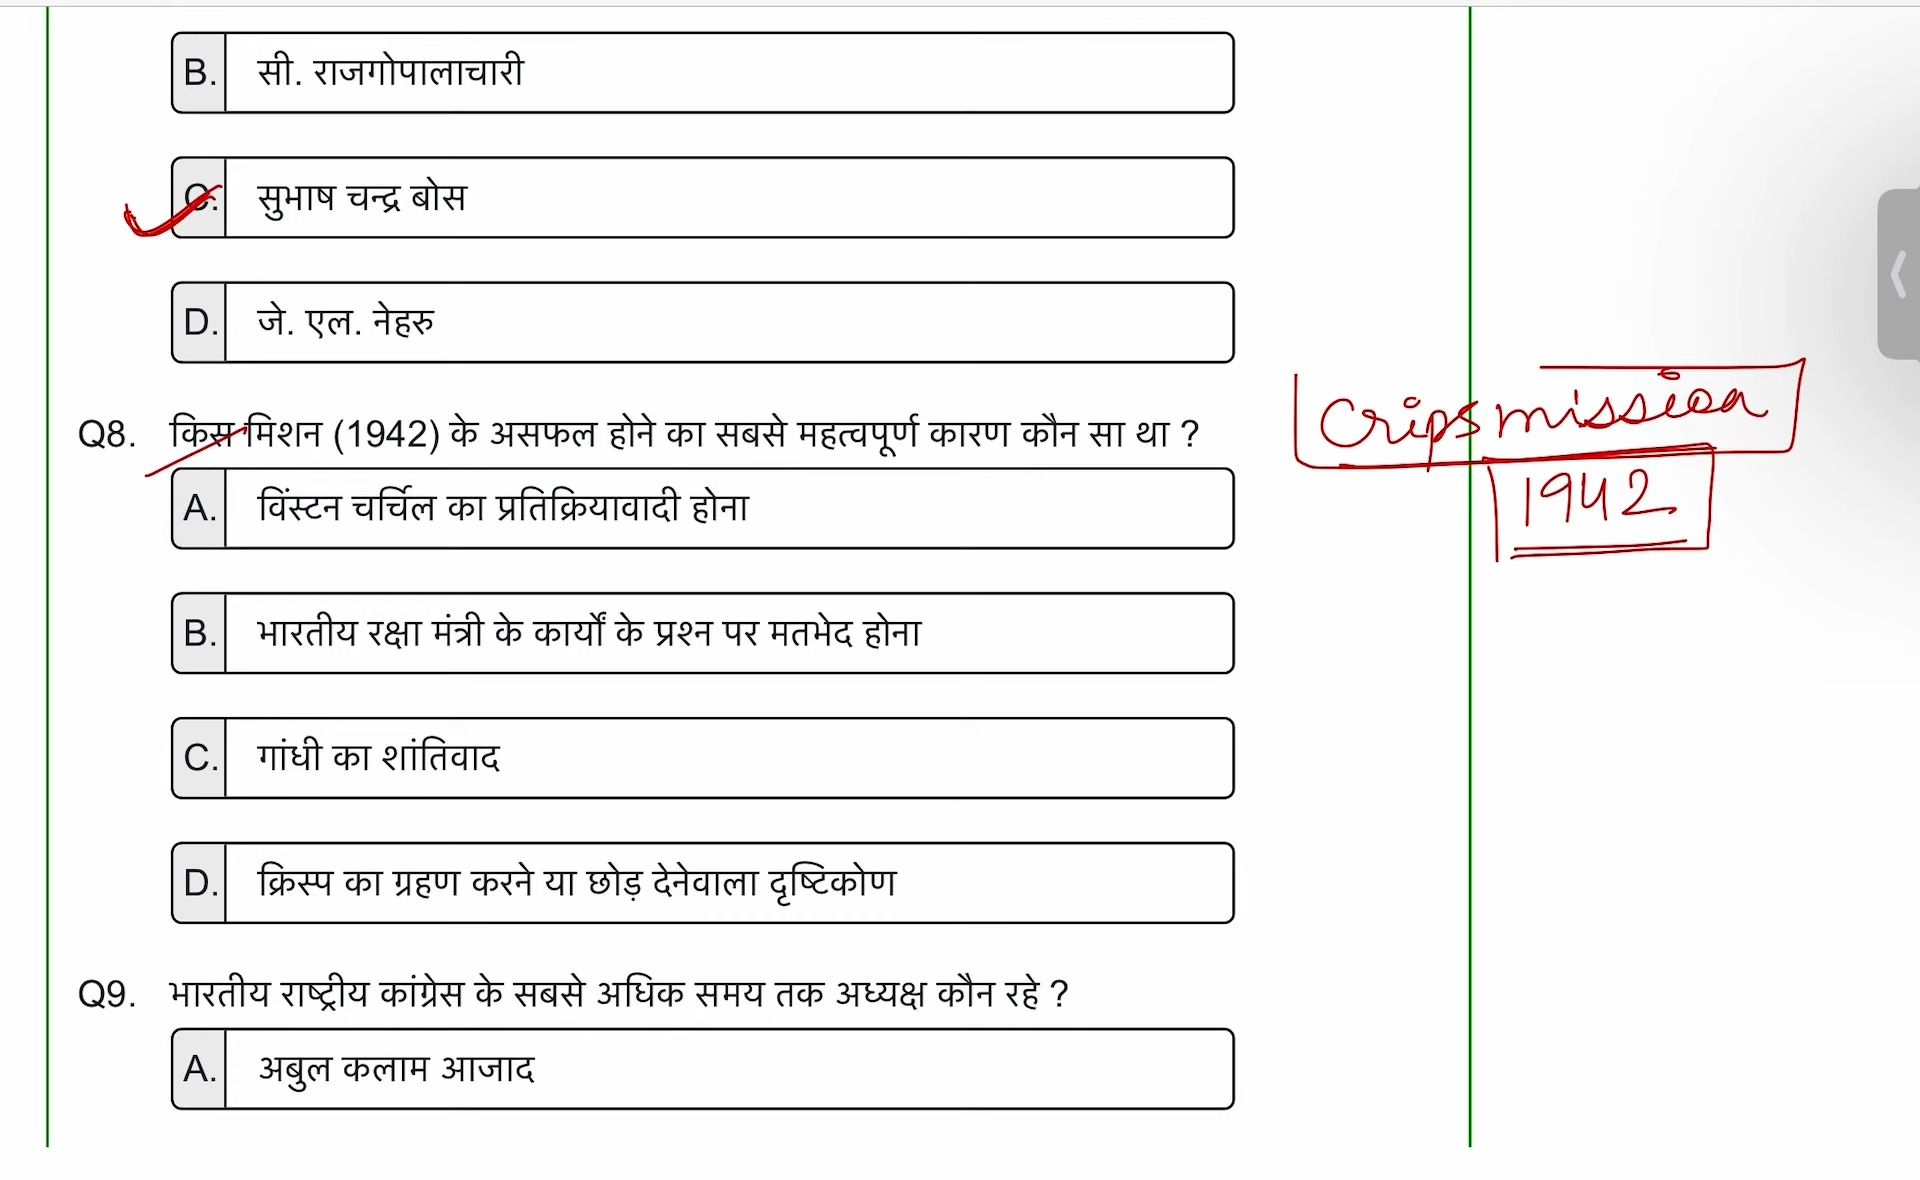 B. सी. राजगोपालाचारी
C. सुभाष चन्द्र बोस
D. जे. एल. नेहरु
Q8. किस मिशन (1942) के असफल होने का सबसे महत्वपूर्ण कारण कौन सा था ?
Crips mission
1942
A. विंस्टन चर्चिल का प्रतिक्रियावादी होना
B. भारतीय रक्षा मंत्री के कार्यों के प्रश्न पर मतभेद होना
C. गांधी का शांतिवाद
D. क्रिस्प का ग्रहण करने या छोड़ देनेवाला दृष्टिकोण
Q9. भारतीय राष्ट्रीय कांग्रेस के सबसे अधिक समय तक अध्यक्ष कौन रहे ?
A. अबुल कलाम आजाद